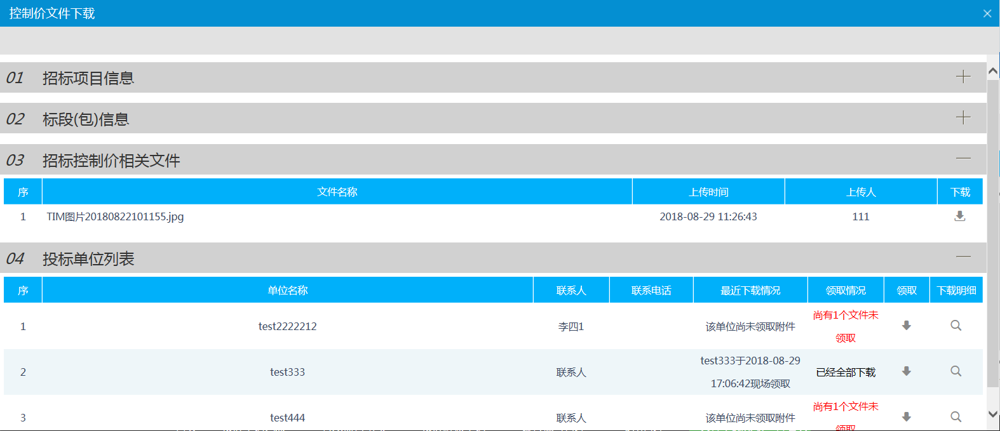 控制价文件下载
01 招标项目信息
02 标段(包)信息
03 招标控制价相关文件
序 文件名称 上传时间 上传人 下载
1 TIM图片20180822101155.jpg 2018-08-29 11:26:43 111
04 投标单位列表
序 单位名称 联系人 联系电话 最近下载情况 领取情况 领取 下载明细
1 test2222212 李四1 该单位尚未领取附件 尚有1个文件未
领取
2 test333 联系人 test333于2018-08-29
17:06:42现场领取 已经全部下载
3 test444 联系人 该单位尚未领取附件 尚有1个文件未
领取